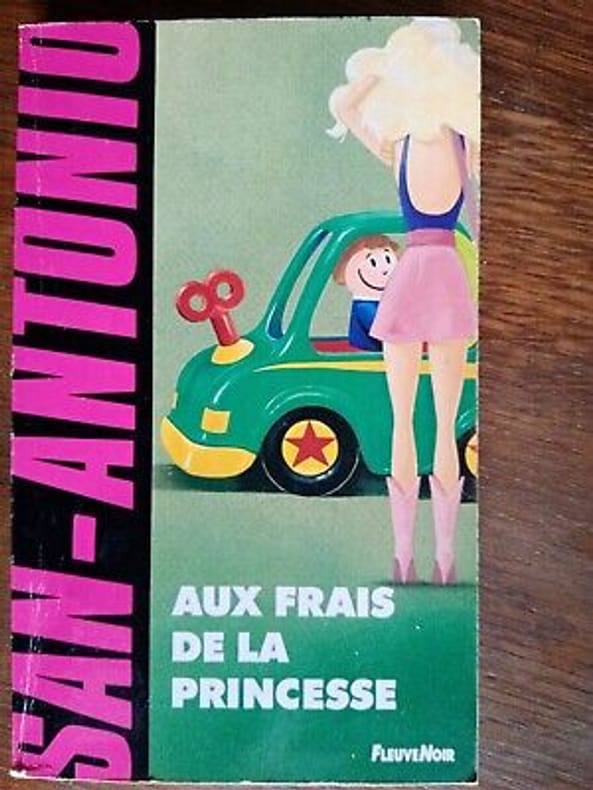 SAN-ANTONIO
AUX FRAIS
DE LA
PRINCESSE
FLEUVE NOIR